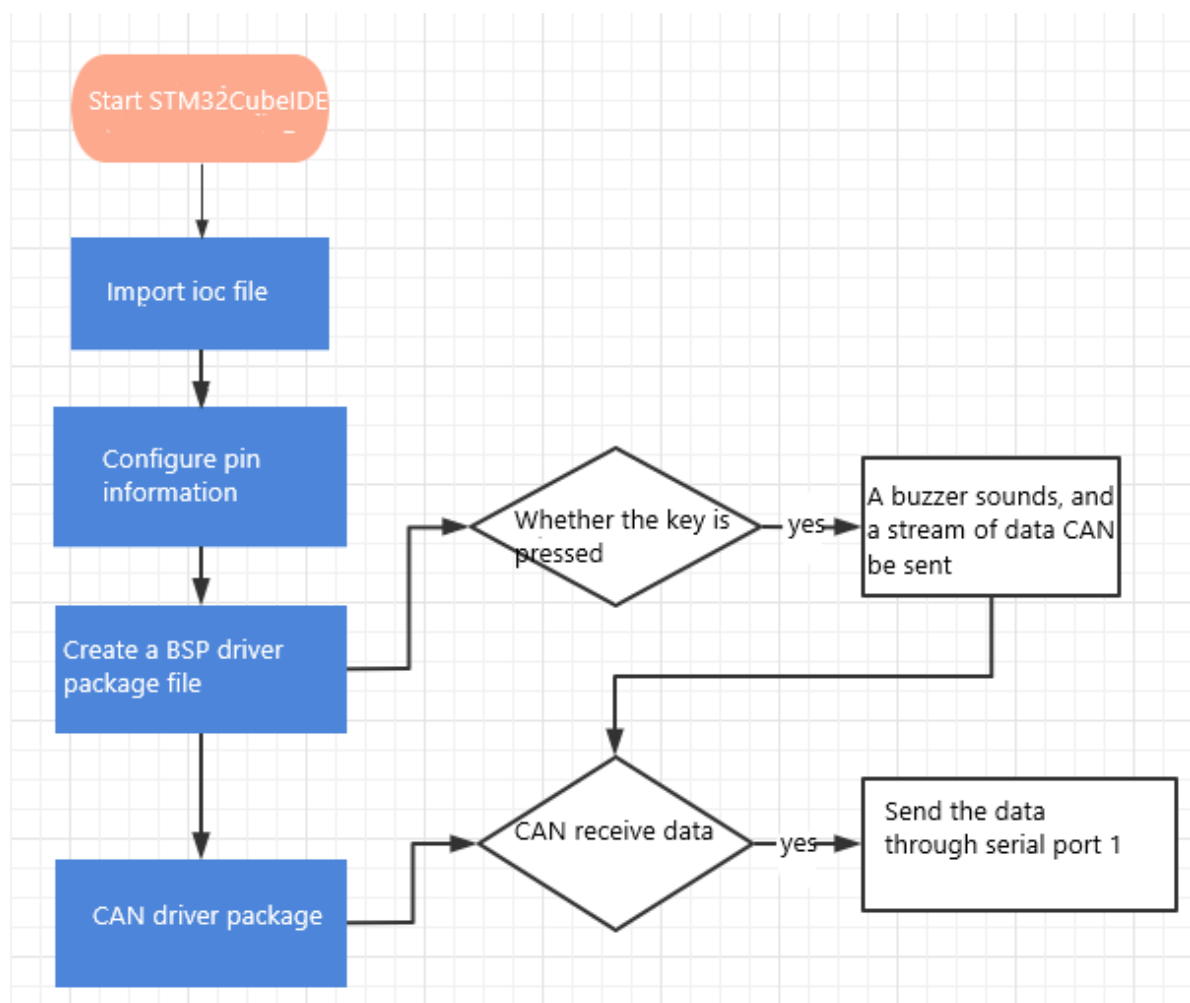 Start STM32CubeIDE
Import ioc file
Configure pin
information
Whether the key is
pressed
yes
A buzzer sounds, and
a stream of data CAN
be sent
Create a BSP driver
package file
CAN receive data
yes
Send the data
through serial port 1
CAN driver package